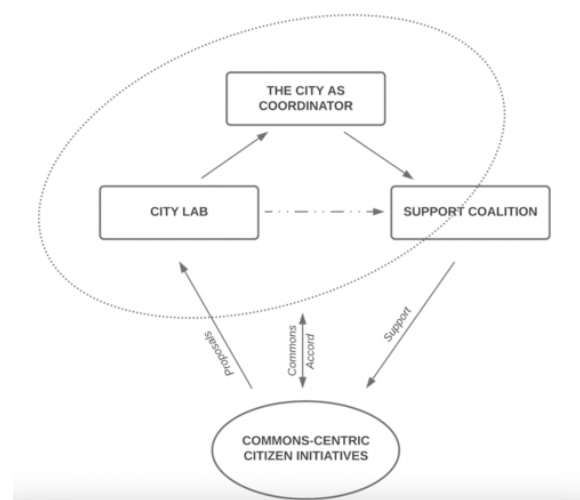 THE CITY AS
COORDINATOR
CITY LAB
SUPPORT COALITION
Proposals
Commons
Accord
Support
COMMONS-CENTRIC
CITIZEN INITIATIVES